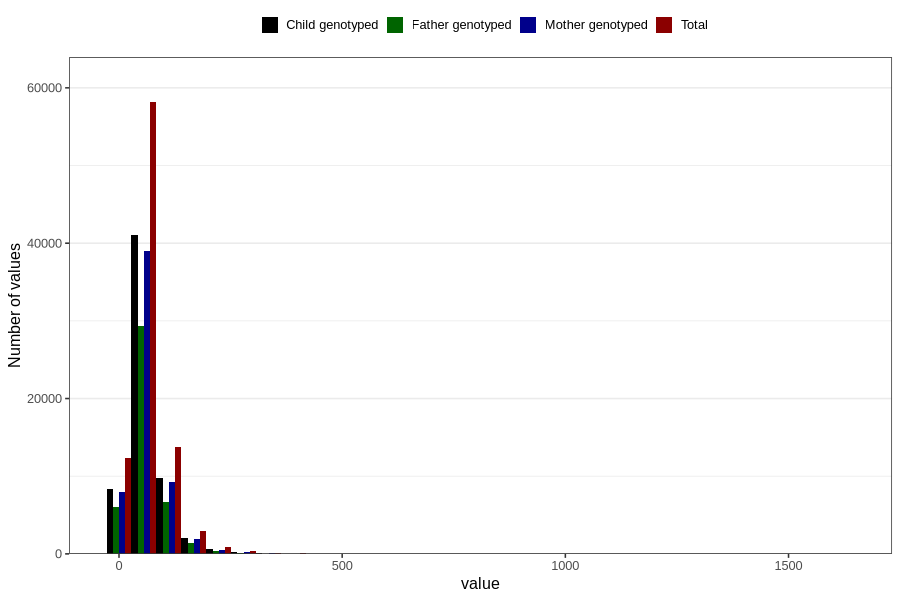 Child genotyped Father genotyped Mother genotyped Total
60000
40000
20000
0
Number of values
0 500 1000 1500
value